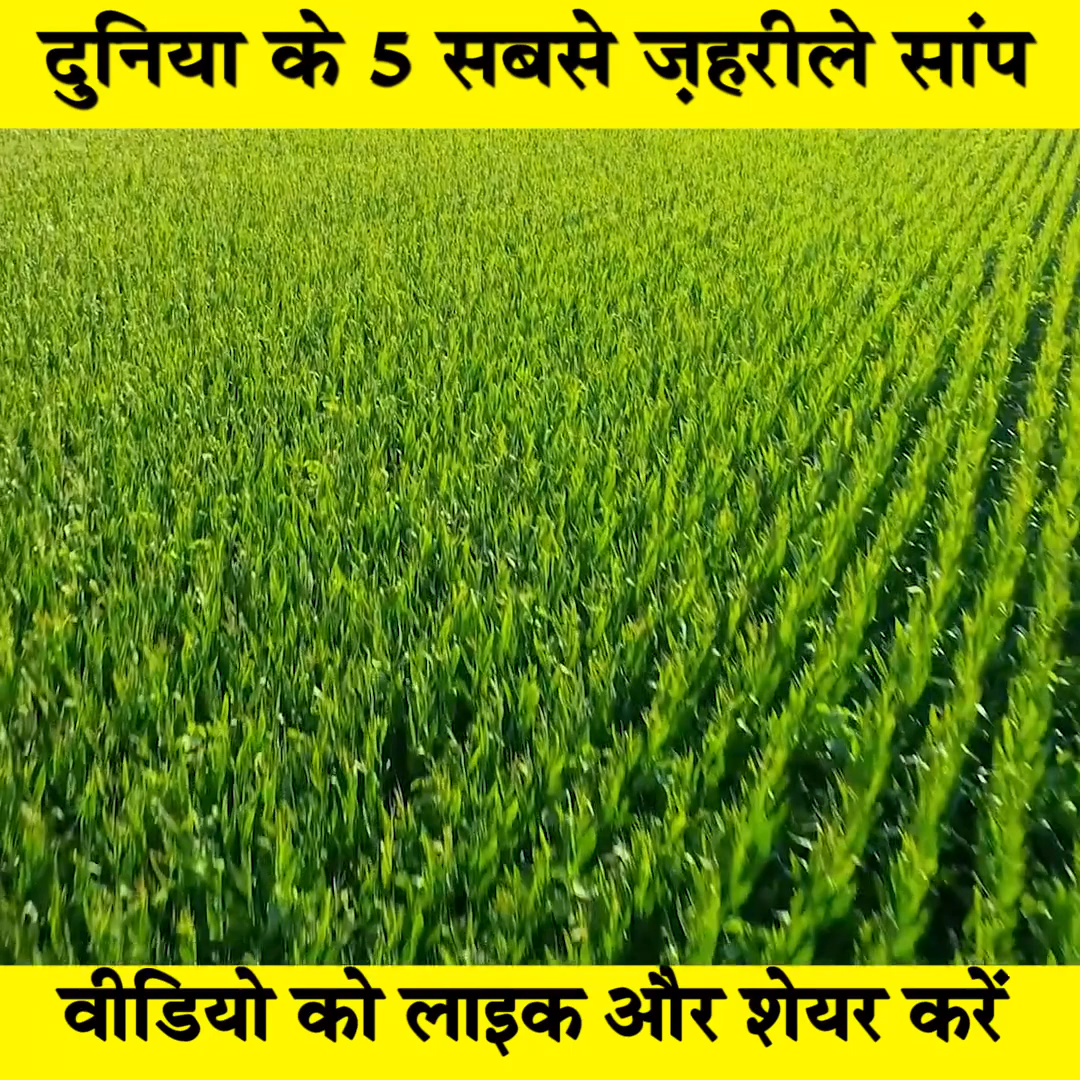 दुनिया के 5 सबसे ज़हरीले सांप
वीडियो को लाइक और शेयर करें